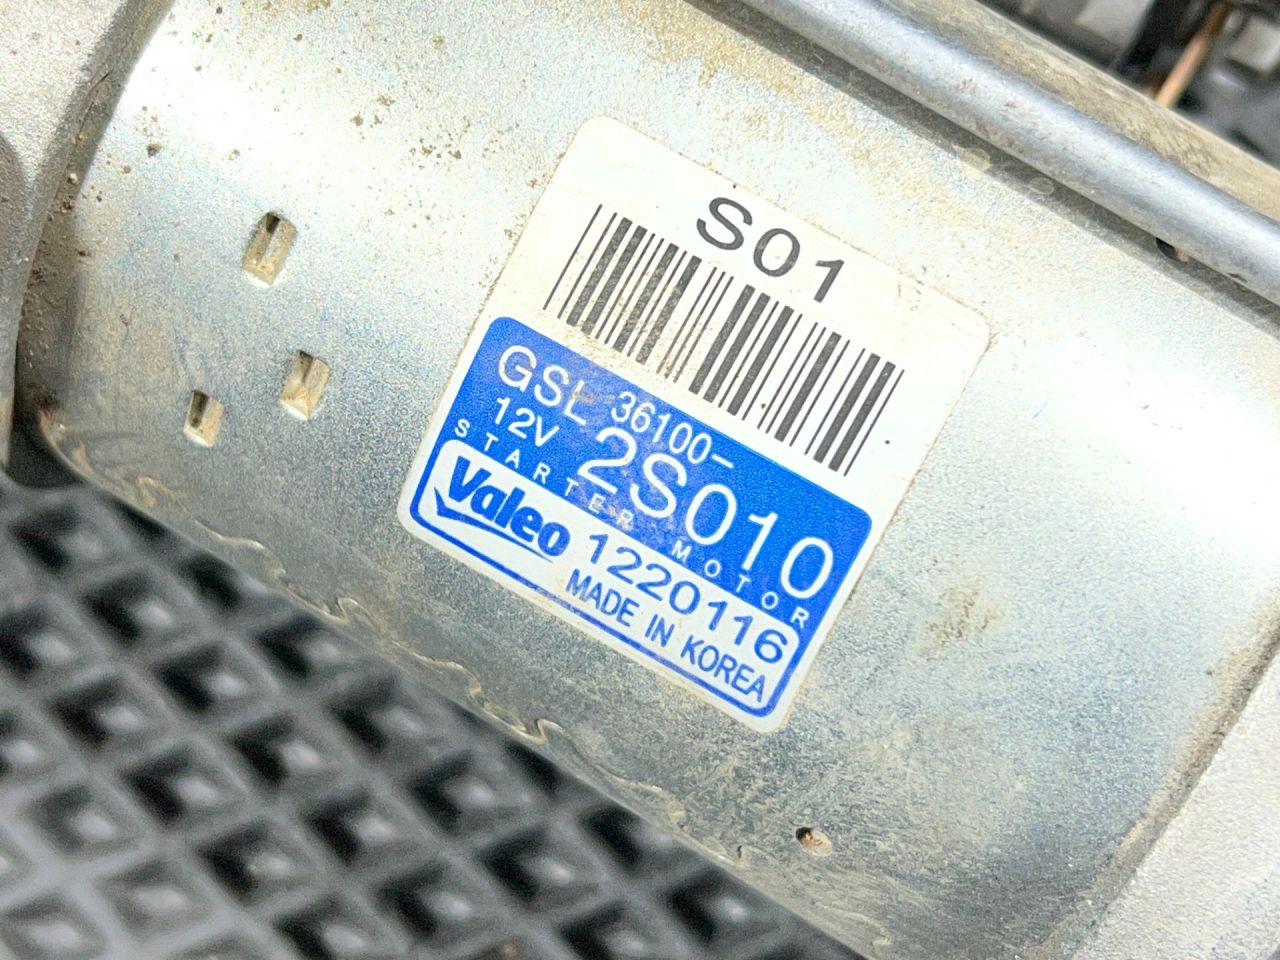 S01
GSL 36100-
12V 2S010
STARTER MOTOR
Valeo 1220116
MADE IN KOREA